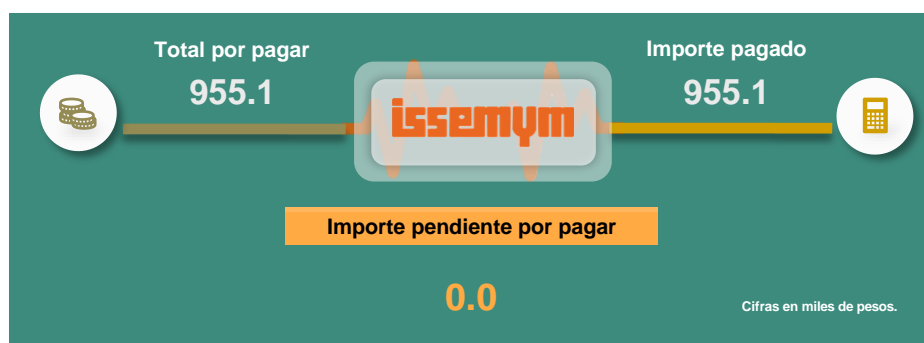 Total por pagar
955.1
Importe pagado
955.1
issemym
Importe pendiente por pagar
0.0
Cifras en miles de pesos.